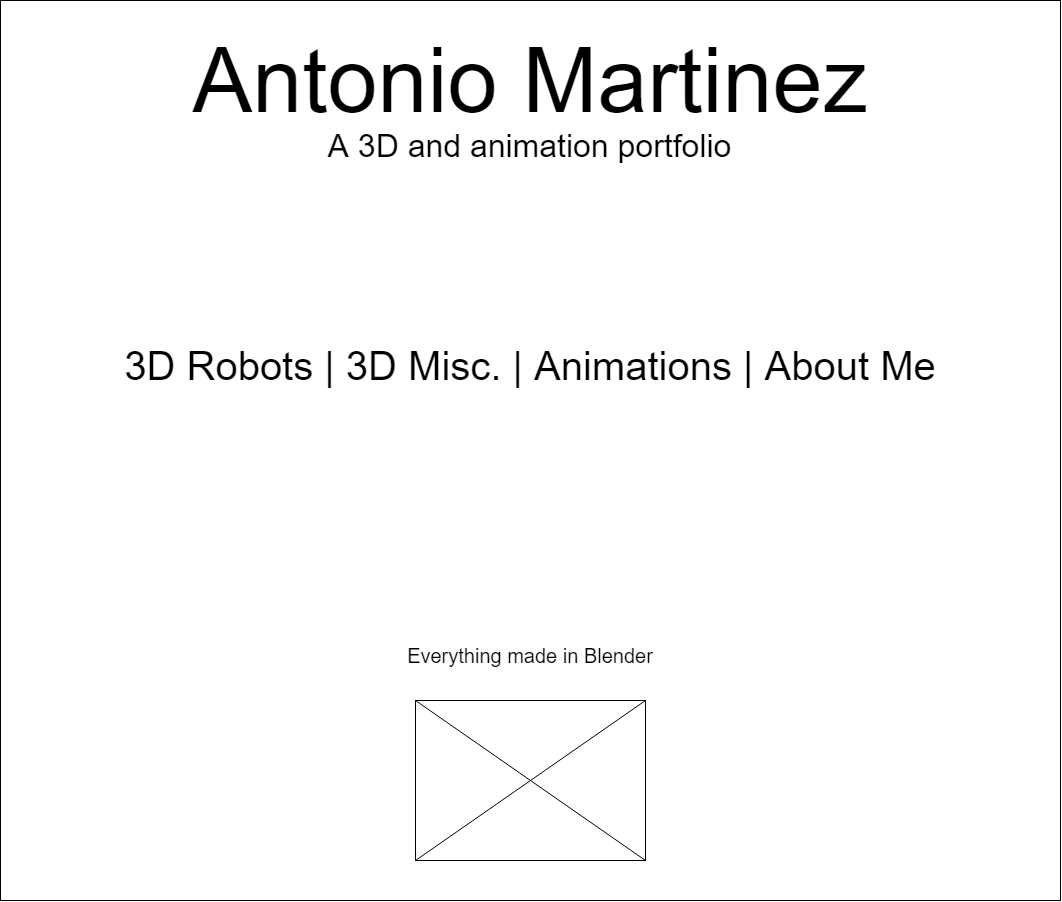 Antonio Martinez
A 3D and animation portfolio
3D Robots | 3D Misc. | Animations | About Me
Everything made in Blender